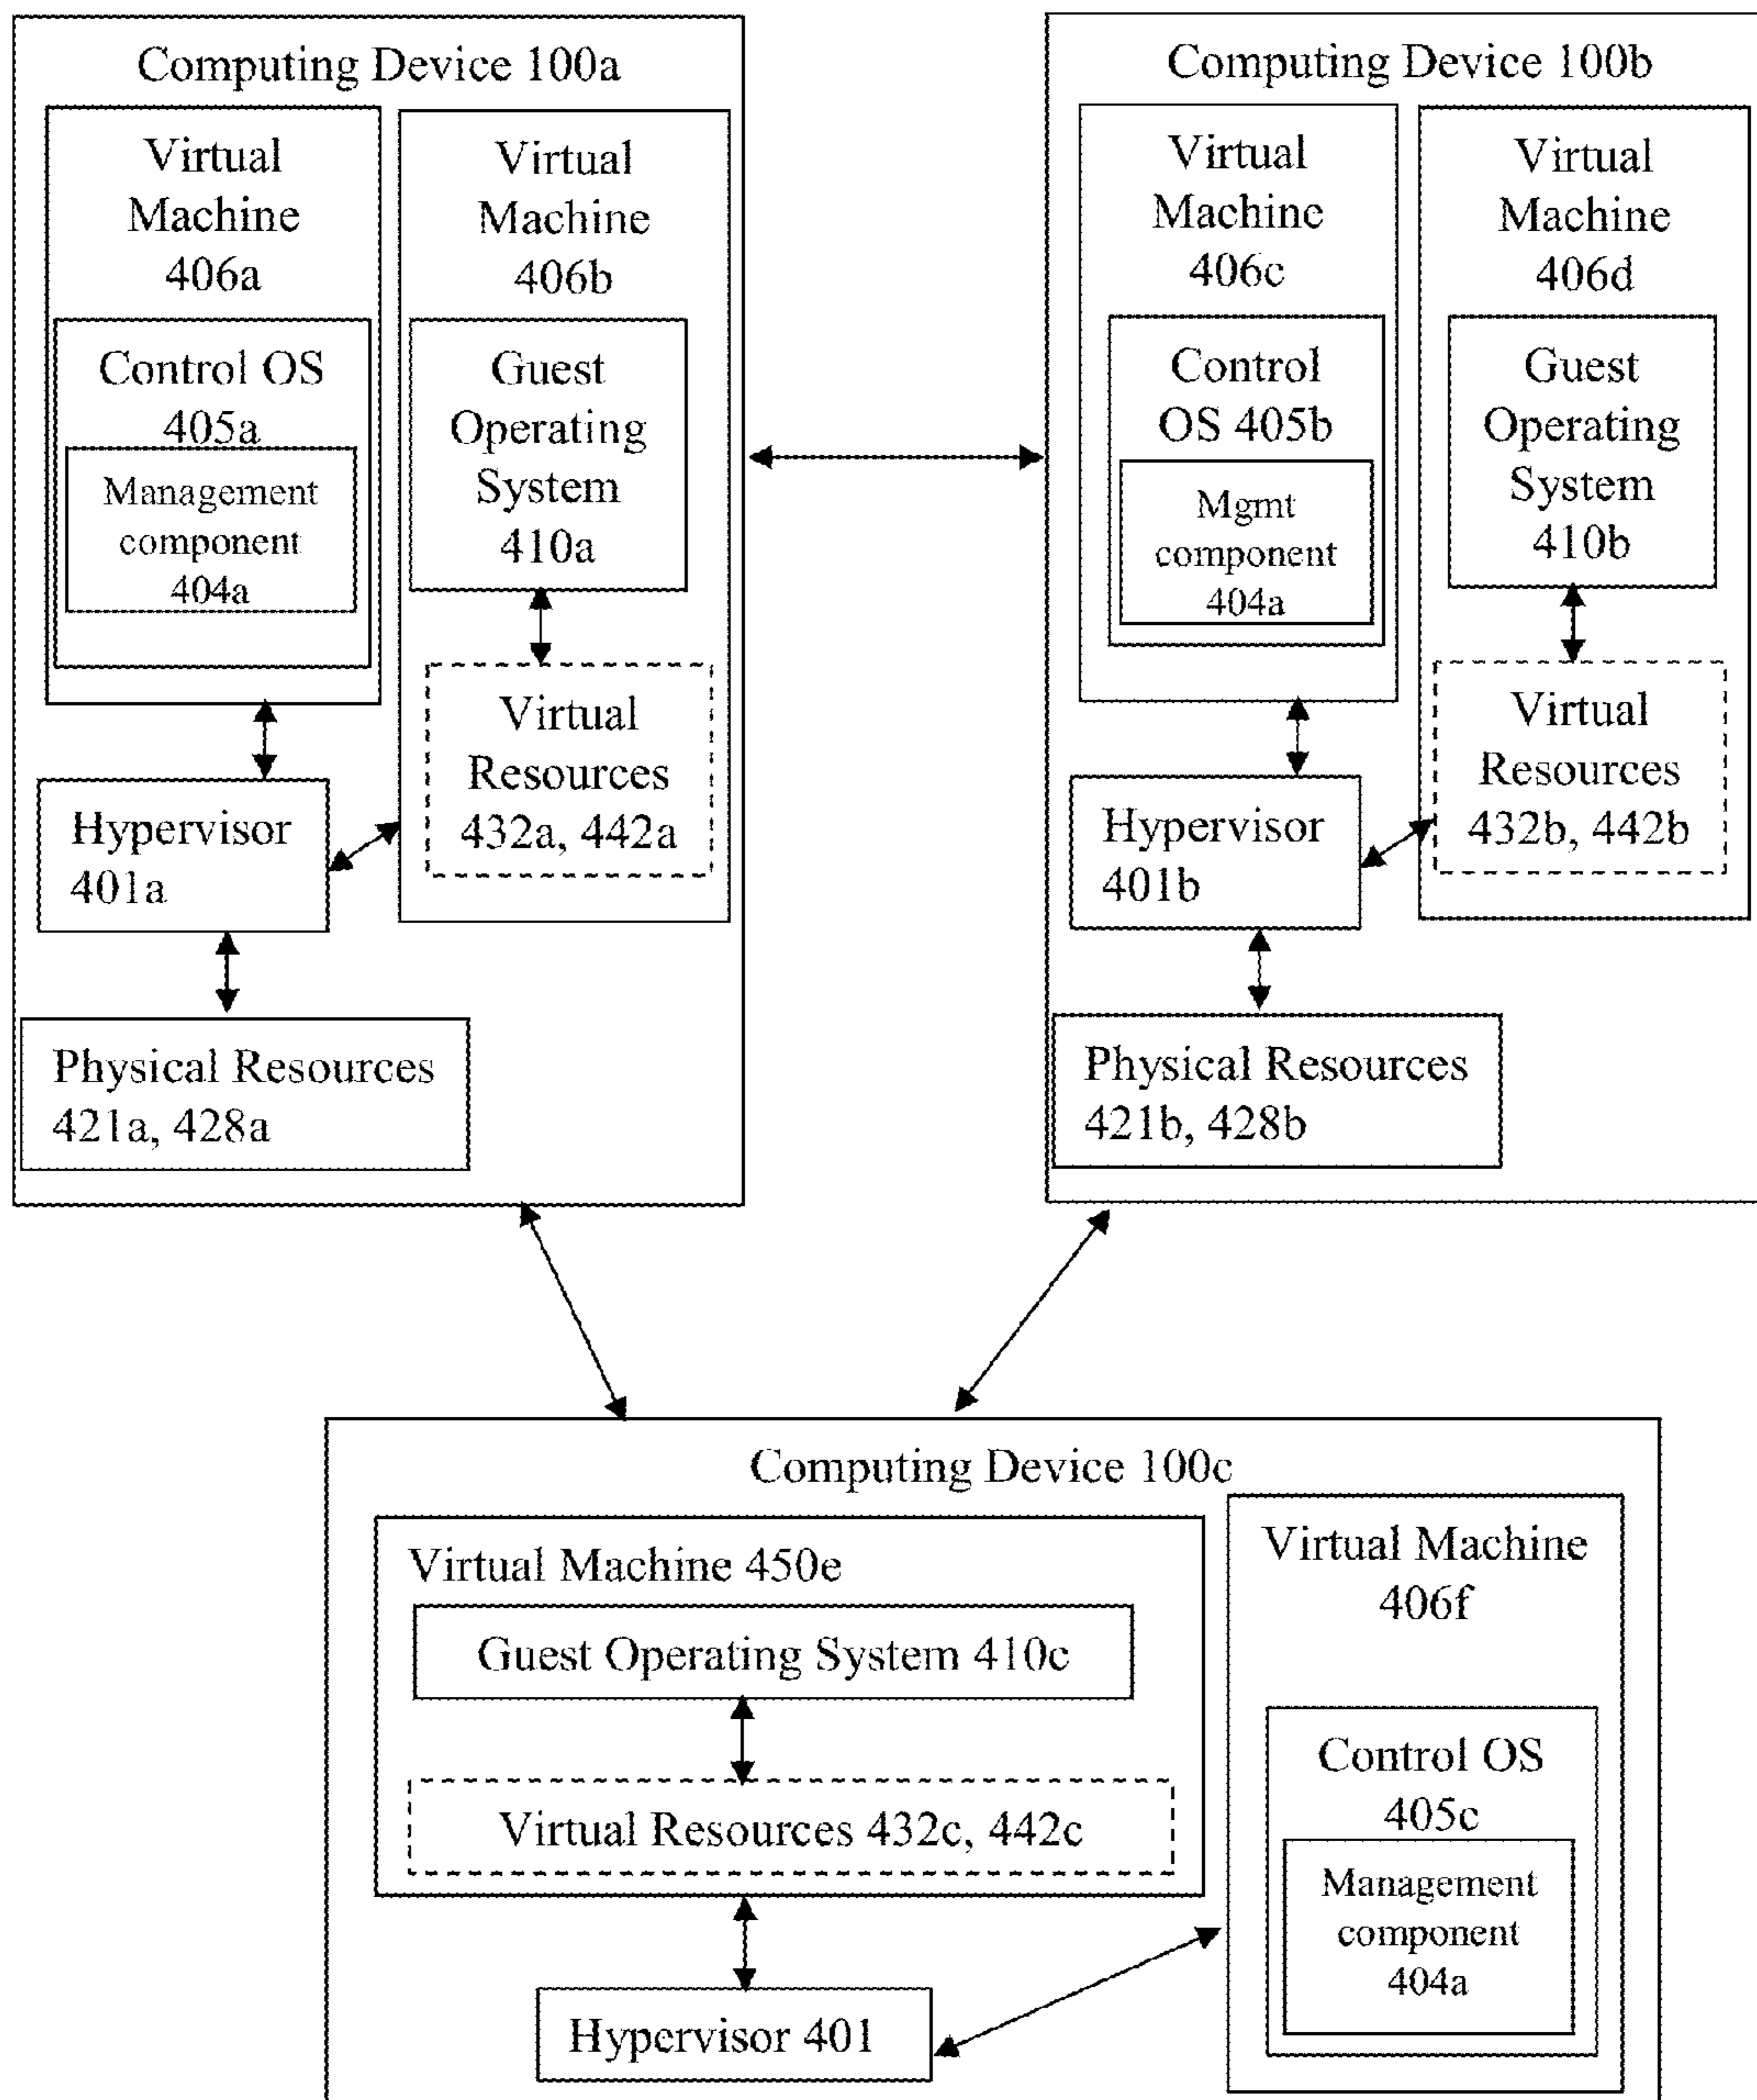 Computing Device 100a
Virtual
Machine
406a
Control OS
405a
Management
component
404a
Virtual
Machine
406b
Guest
Operating
System
410a
Virtual
Resources
432a, 442a
Hypervisor
401a
Physical Resources
421a, 428a
Computing Device 100b
Virtual
Machine
406c
Control
OS 405b
Mgmt
component
404a
Virtual
Machine
406d
Guest
Operating
System
410b
Virtual
Resources
432b, 442b
Hypervisor
401b
Physical Resources
421b, 428b
Computing Device 100c
Virtual Machine 450e
Guest Operating System 410c
Virtual Resources 432c, 442c
Hypervisor 401
Virtual Machine
406f
Control OS
405c
Management
component
404a